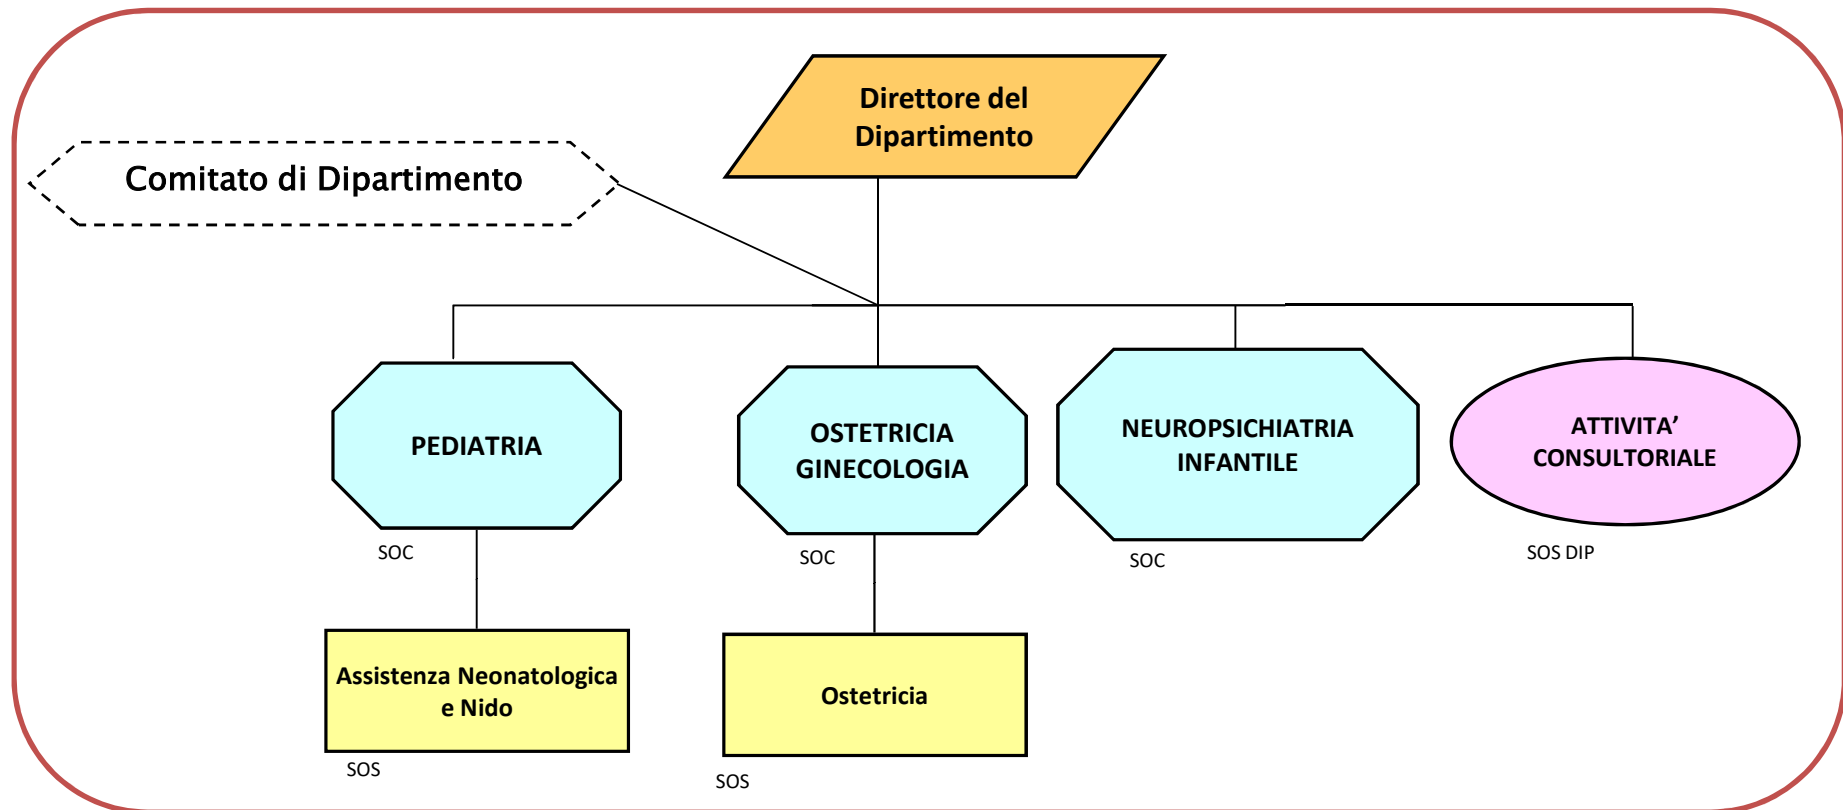 Direttore del
Dipartimento
Comitato di Dipartimento
PEDIATRIA
SOC
OSTETRICIA
GINECOLOGIA
SOC
NEUROPSICHIATRIA
INFANTILE
SOC
ATTIVITA’
CONSULTORIALE
SOS DIP
Assistenza Neonatologica
e Nido
SOS
Ostetricia
SOS